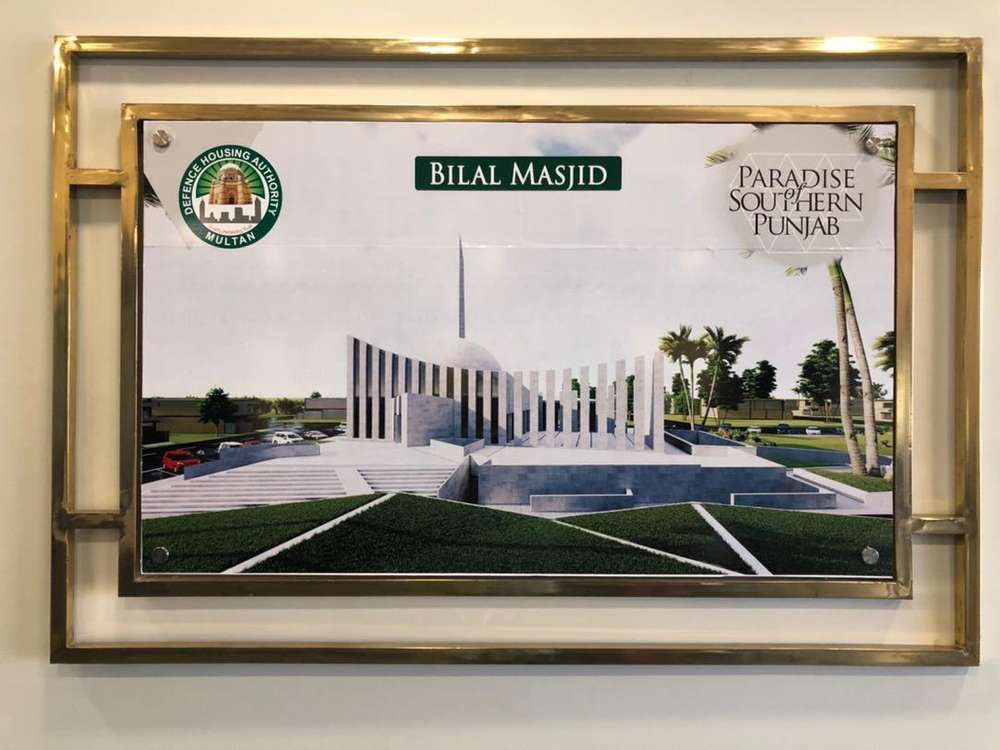 DEFENCE HOUSING AUTHORITY
MULTAN
BILAL MASJID
PARADISE
of
SOUTHERN
PUNJAB